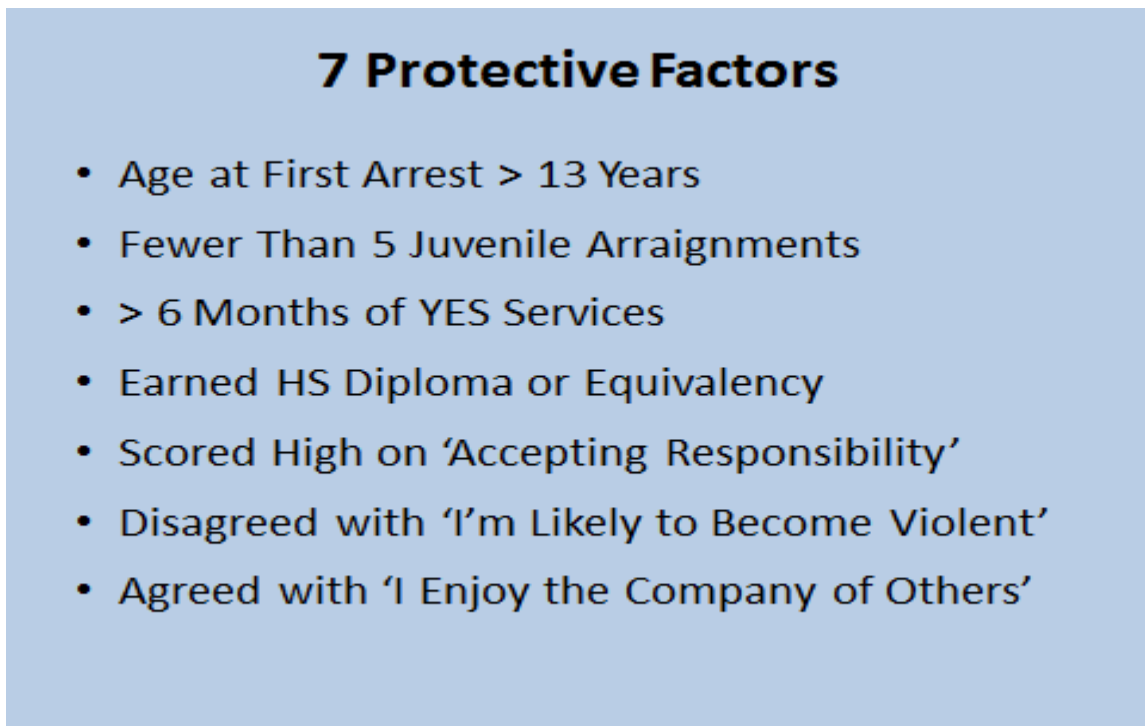 7 Protective Factors
• Age at First Arrest > 13 Years
• Fewer Than 5 Juvenile Arraignments
• > 6 Months of YES Services
• Earned HS Diploma or Equivalency
• Scored High on ‘Accepting Responsibility’
• Disagreed with ‘I’m Likely to Become Violent’
• Agreed with ‘I Enjoy the Company of Others’